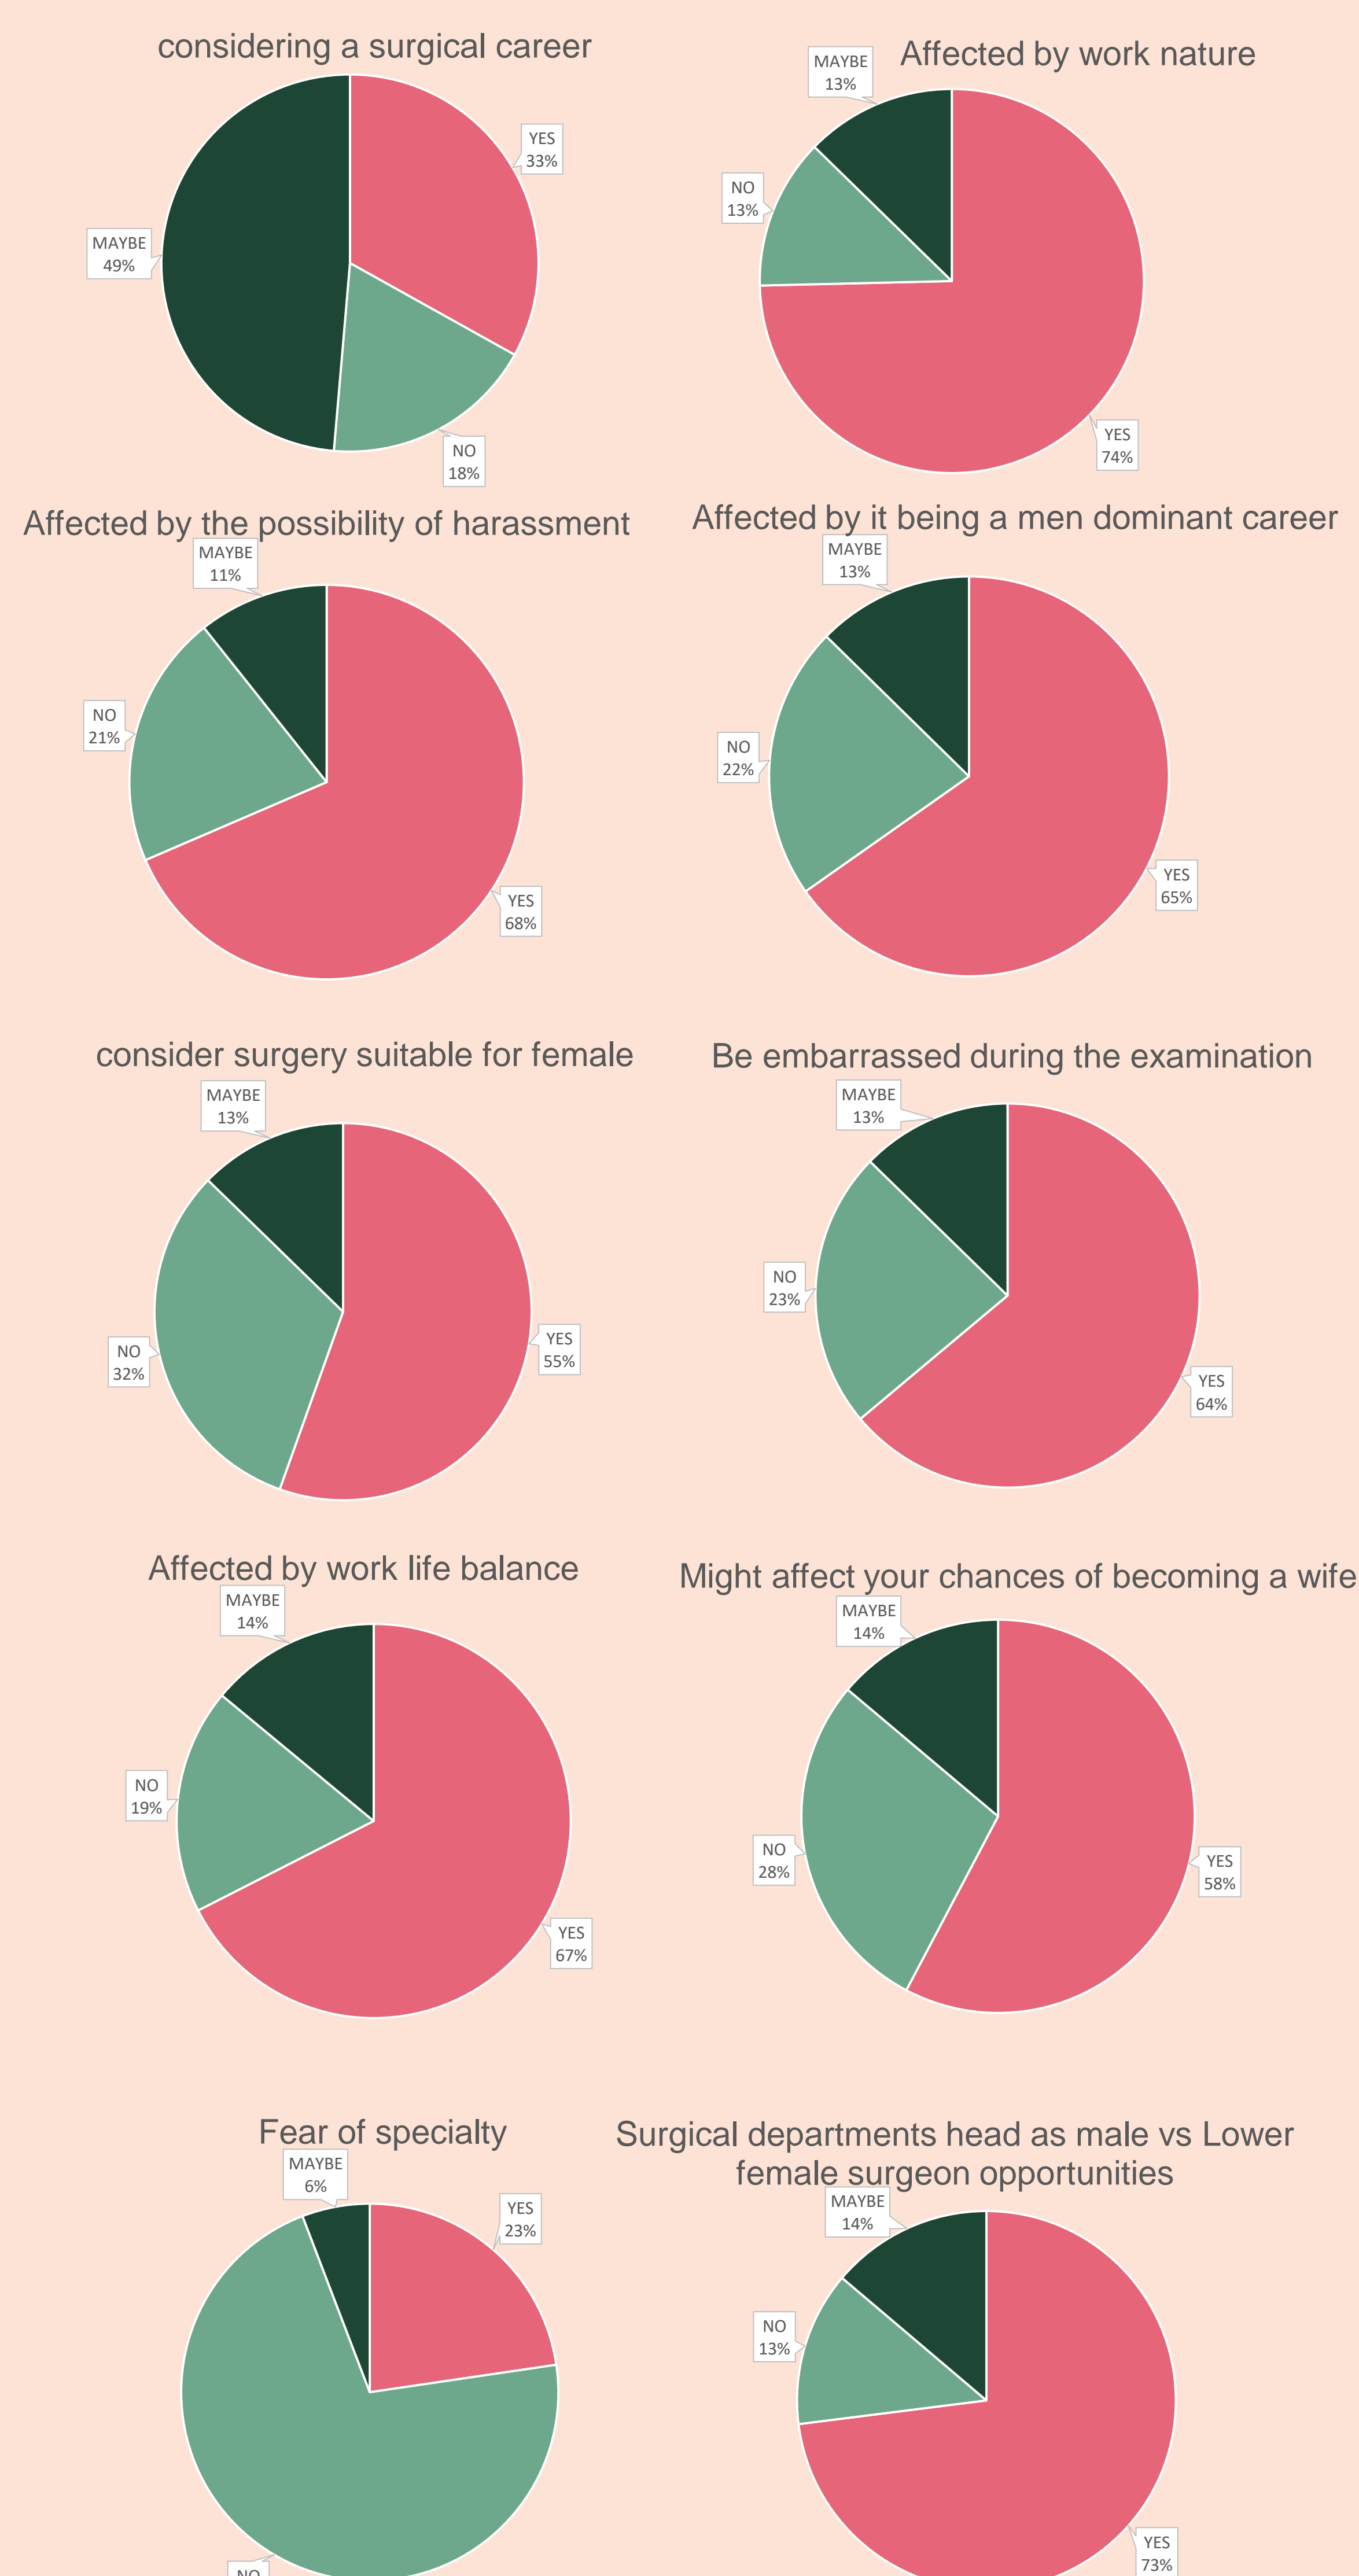 considering a surgical career
YES
33%
MAYBE
49%
NO
18%
Affected by work nature
MAYBE
13%
NO
13%
YES
74%
Affected by the possibility of harassment
MAYBE
11%
NO
21%
YES
68%
Affected by it being a men dominant career
MAYBE
13%
NO
22%
YES
65%
consider surgery suitable for female
MAYBE
13%
NO
32%
YES
55%
Be embarrassed during the examination
MAYBE
13%
NO
23%
YES
64%
Affected by work life balance
MAYBE
14%
NO
19%
YES
67%
Might affect your chances of becoming a wife
MAYBE
14%
NO
28%
YES
58%
Fear of specialty
MAYBE
6%
YES
23%
NO
Surgical departments head as male vs Lower
female surgeon opportunities
MAYBE
14%
NO
13%
YES
73%